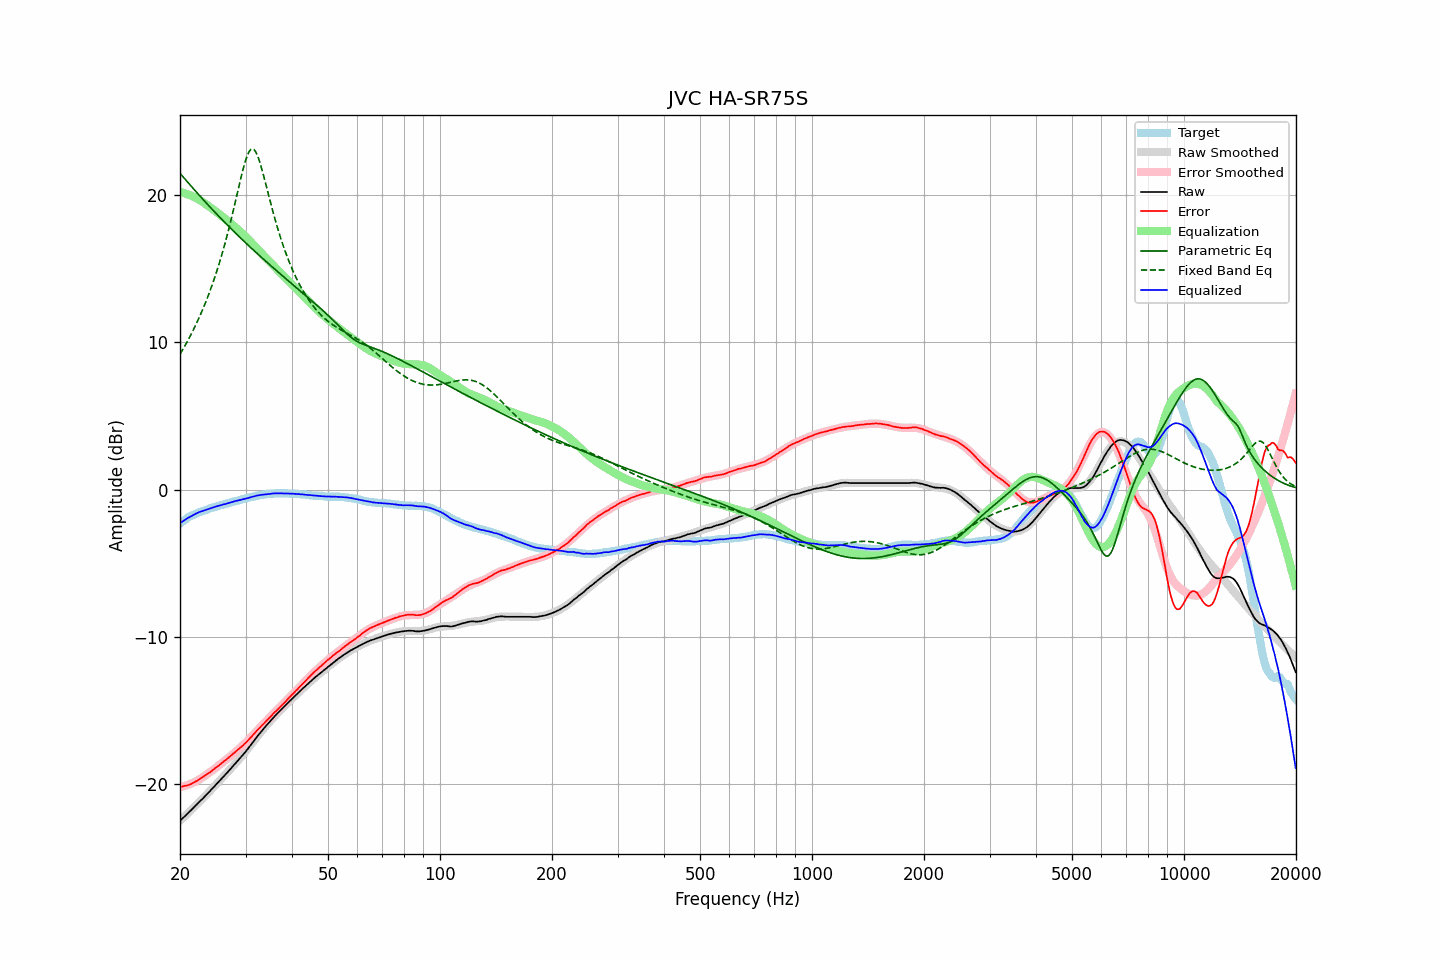 JVC HA-SR75S
Target
Raw Smoothed
Error Smoothed
Raw
Error
Equalization
Parametric Eq
Fixed Band Eq
Equalized
Amplitude (dBr)
20
10
0
−10
−20
20 50 100 200 500 1000 2000 5000 10000 20000
Frequency (Hz)